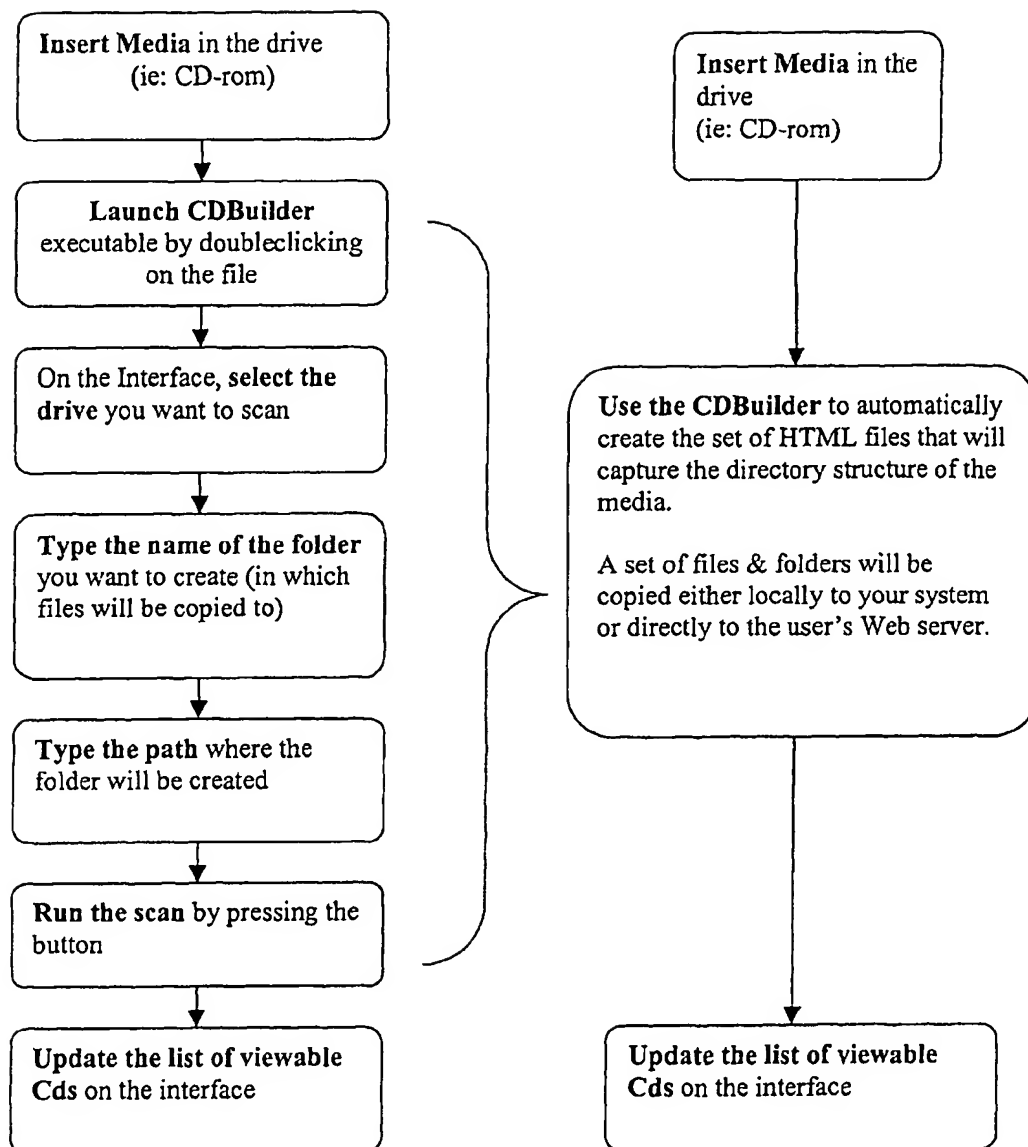 Insert Media in the drive
(ie: CD-rom)
Launch CDBuilder
executable by doubleclicking
on the file
On the Interface, select the
drive you want to scan
Type the name of the folder
you want to create (in which
files will be copied to)
Type the path where the
folder will be created
Run the scan by pressing the
button
Update the list of viewable
Cds on the interface
Insert Media in the
drive
(ie: CD-rom)
Use the CDBuilder to automatically
create the set of HTML files that will
capture the directory structure of the
media.
A set of files & folders will be
copied either locally to your system
or directly to the user's Web server.
Update the list of viewable
Cds on the interface